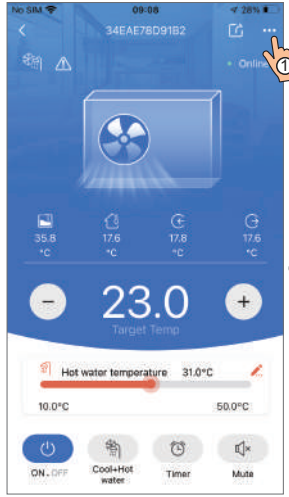 No SIM 09:08 28%
34EAE78D91B2
Online
1
35.8 17.6 17.8 17.6
°C °C °C °C
− 23.0 +
Target Temp
Hot water temperature 31.0°C
10.0°C 50.0°C
ON . OFF Cool+Hot water Timer Mute